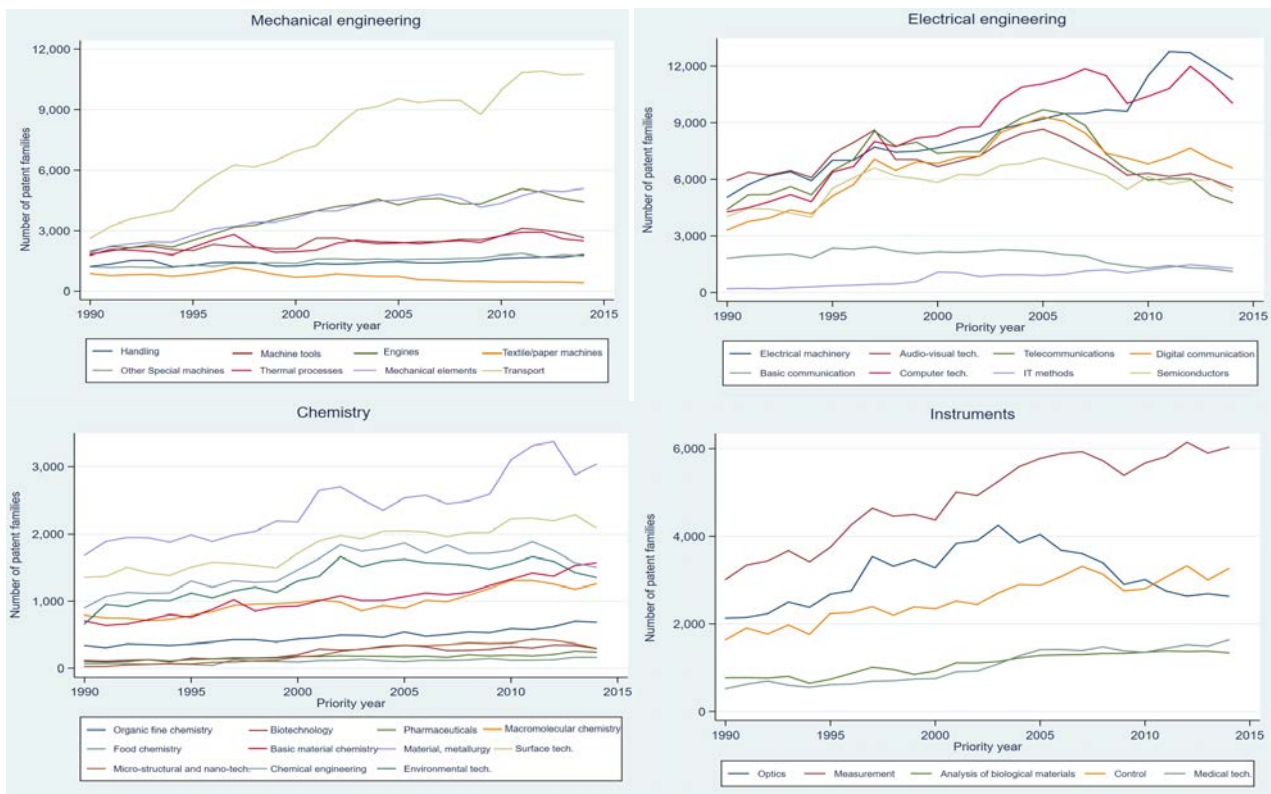 Mechanical engineering
Number of patent families
12,000
9,000
6,000
3,000
0
1990 1995 2000 2005 2010 2015
Priority year
Handling Machine tools Engines Textile/paper machines
Other Special machines Thermal processes Mechanical elements Transport
Electrical engineering
Number of patent families
12,000
9,000
6,000
3,000
0
1990 1995 2000 2005 2010 2015
Priority year
Electrical machinery Audio-visual tech. Telecommunications Digital communication
Basic communication Computer tech. IT methods Semiconductors
Chemistry
Number of patent families
3,000
2,000
1,000
0
1990 1995 2000 2005 2010 2015
Priority year
Organic fine chemistry Biotechnology Pharmaceuticals Macromolecular chemistry
Food chemistry Basic material chemistry Material, metallurgy Surface tech.
Micro-structural and nano-tech. Chemical engineering Environmental tech.
Instruments
Number of patent families
6,000
4,000
2,000
0
1990 1995 2000 2005 2010 2015
Priority year
Optics Measurement Analysis of biological materials Control Medical tech.